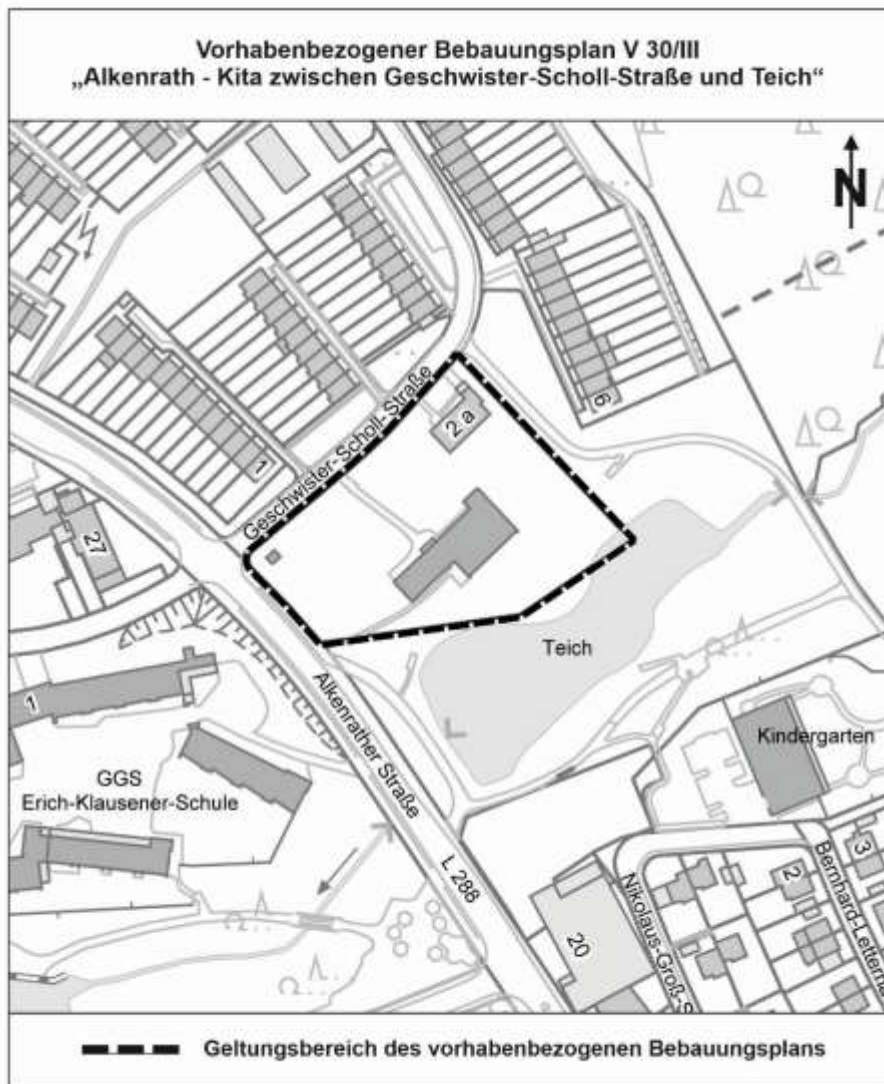 Vorhabenbezogener Bebauungsplan V 30/III
„Alkenrath - Kita zwischen Geschwister-Scholl-Straße und Teich“
N
6
2 a
Geschwister-Scholl-Straße
1
27
Teich
1
Alkenrather Straße
Kindergarten
GGS
Erich-Klausener-Schule
L 288
20
Nikolaus-Groß-S
2
3
Bernhard-Letterha
Geltungsbereich des vorhabenbezogenen Bebauungsplans